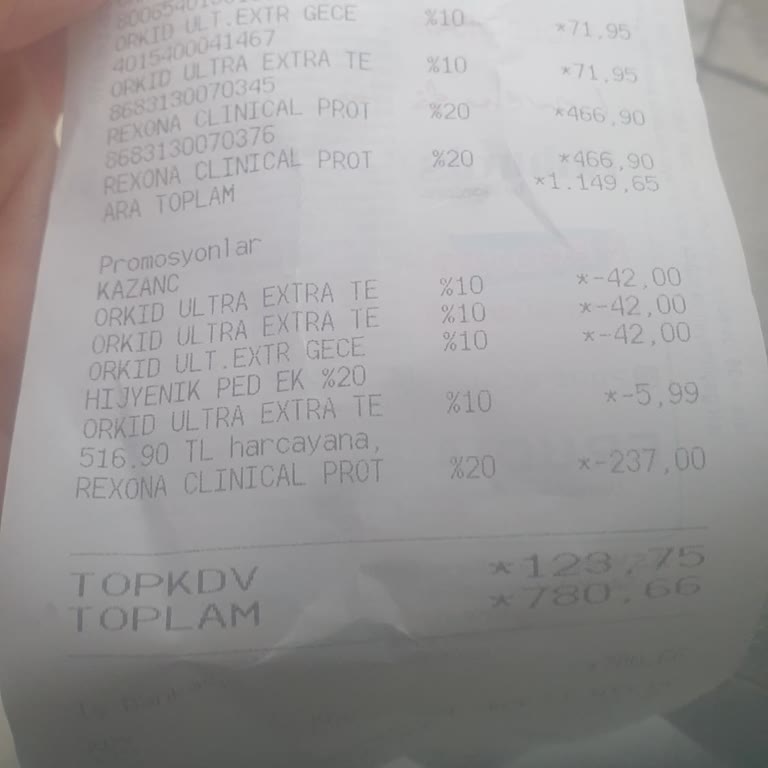 ORKID ULT.EXTR GECE %10 *71,95
4015400041467
ORKID ULTRA EXTRA TE %10 *71,95
8683130070345
REXONA CLINICAL PROT %20 *466,90
8683130070376
REXONA CLINICAL PROT %20 *466,90
ARA TOPLAM *1.149,65
Promosyonlar
KAZANC
ORKID ULTRA EXTRA TE %10 *-42,00
ORKID ULTRA EXTRA TE %10 *-42,00
ORKID ULT.EXTR GECE %10 *-42,00
HIJYENIK PED EK %20
ORKID ULTRA EXTRA TE %10 *-5,99
516.90 TL harcayana,
REXONA CLINICAL PROT %20 *-237,00
TOPKDV *123,75
TOPLAM *780,66